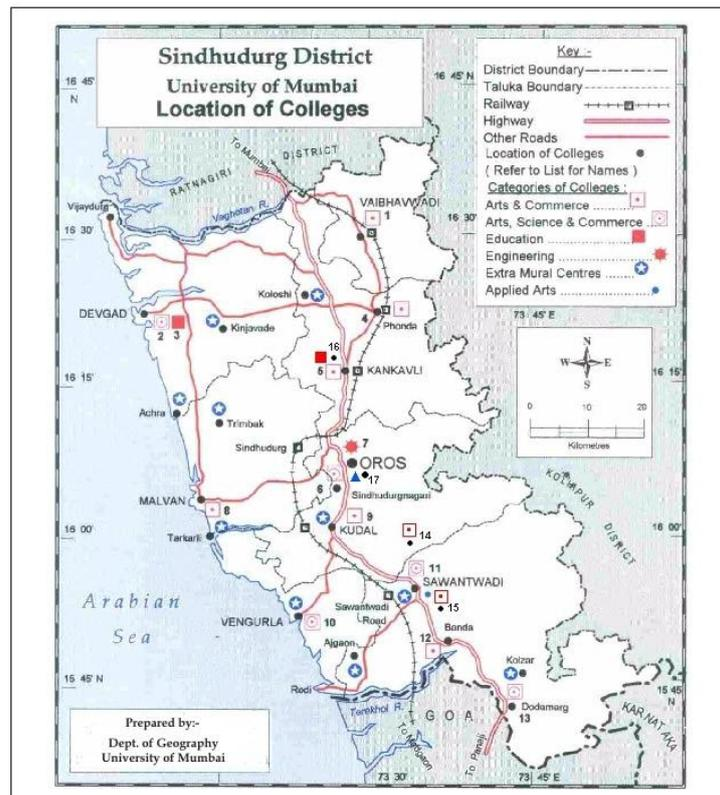 Sindhudurg District
University of Mumbai
Location of Colleges
Key :-
District Boundary
Taluka Boundary
Railway
Highway
Other Roads
Location of Colleges
( Refer to List for Names )
Categories of Colleges :
Arts & Commerce
Arts, Science & Commerce
Education
Engineering
Extra Mural Centres
Applied Arts
16 45'
N
16 45'
N
To Mumbai
RATNAGIRI DISTRICT
VAIBHAVWADI
1
Vijaydurg
Vaghotan R.
16 30'
16 30'
N
Koloshi
DEVGAD
2
3
Kinjavade
4
Phonda
73 45' E
N
W
E
S
0
10
20
Kilometres
16
5
KANKAVLI
16 15'
16 15'
Achra
Trimbak
Sindhudurg
7
OROS
17
6
Sindhudurgnagari
KOLHAPUR DISTRICT
MALVAN
8
9
16 00'
16 00'
N
Tarkarli
KUDAL
14
11
SAWANTWADI
Arabian
Sea
VENGURLA
10
Sawantwadi
Road
15
Ajgaon
12
Banda
Kolzar
15 45'
N
15 45'
N
Redi
Terekhol R.
GOA
Dodamarg
13
KARNATAKA
To Madgaon
To Panaji
Prepared by:-
Dept. of Geography
University of Mumbai
73 30'
E
73 45'
E